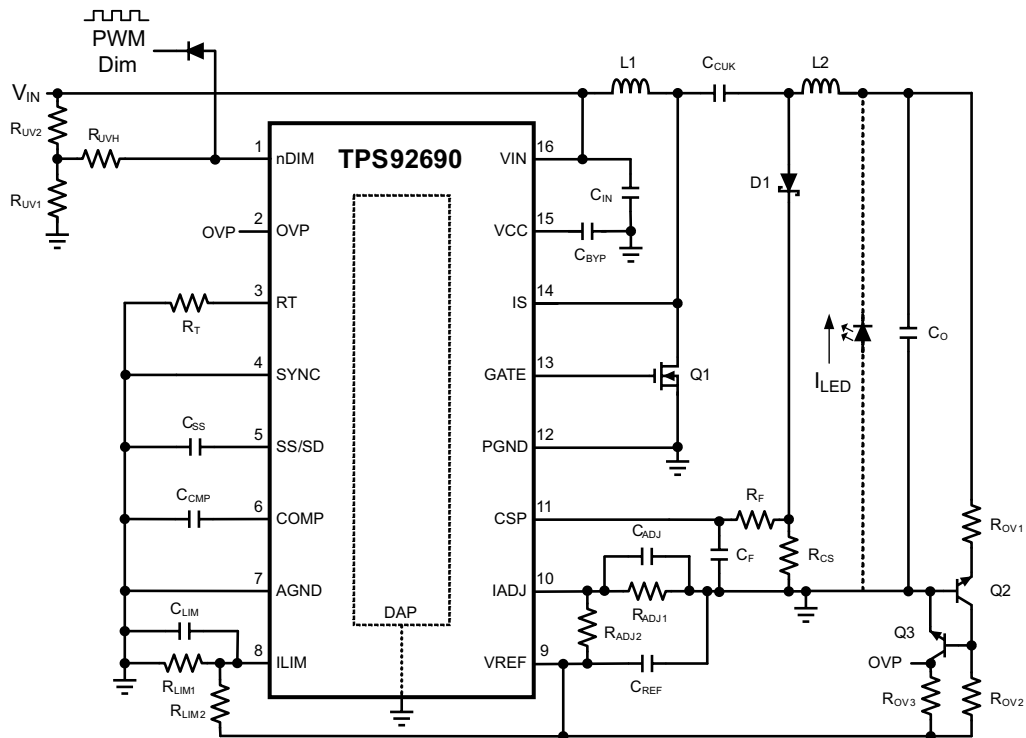 PWM
Dim
VIN
RUV2
RUVH
RUV1
OVP
RT
CSS
CCMP
CLIM
RLIM1
RLIM2
TPS92690
1 nDIM
2 OVP
3 RT
4 SYNC
5 SS/SD
6 COMP
7 AGND
8 ILIM
DAP
VIN 16
VCC 15
IS 14
GATE 13
PGND 12
CSP 11
IADJ 10
VREF 9
L1
CCUK
L2
CIN
CBYP
D1
Q1
ILED
CO
RF
CF
RCS
CADJ
RADJ1
RADJ2
CREF
ROV1
Q2
Q3
OVP
ROV3
ROV2